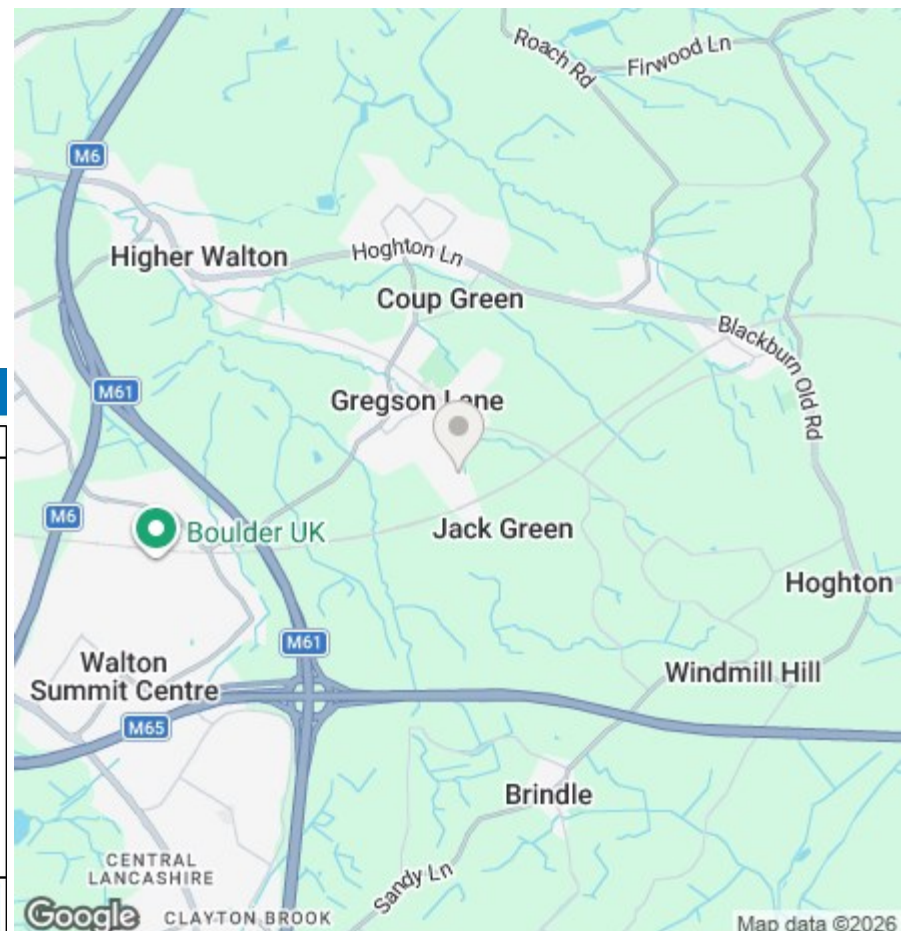 Roach Rd
Firwood Ln
M6
Higher Walton
Hoghton Ln
Coup Green
Blackburn Old Rd
M61
Gregson Lane
M6
Boulder UK
Jack Green
Hoghton
M61
Walton
Summit Centre
Windmill Hill
M65
Brindle
CENTRAL
LANCASHIRE
Sandy Ln
Google
CLAYTON BROOK
Map data ©2026